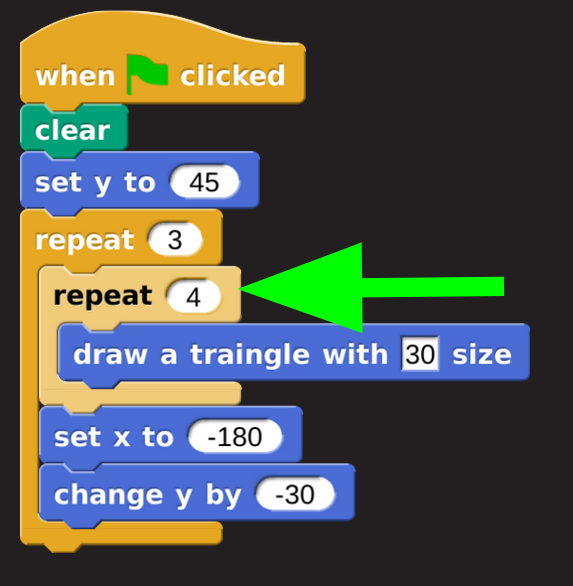 when clicked
clear
set y to 45
repeat 3
repeat 4
draw a traingle with 30 size
set x to -180
change y by -30